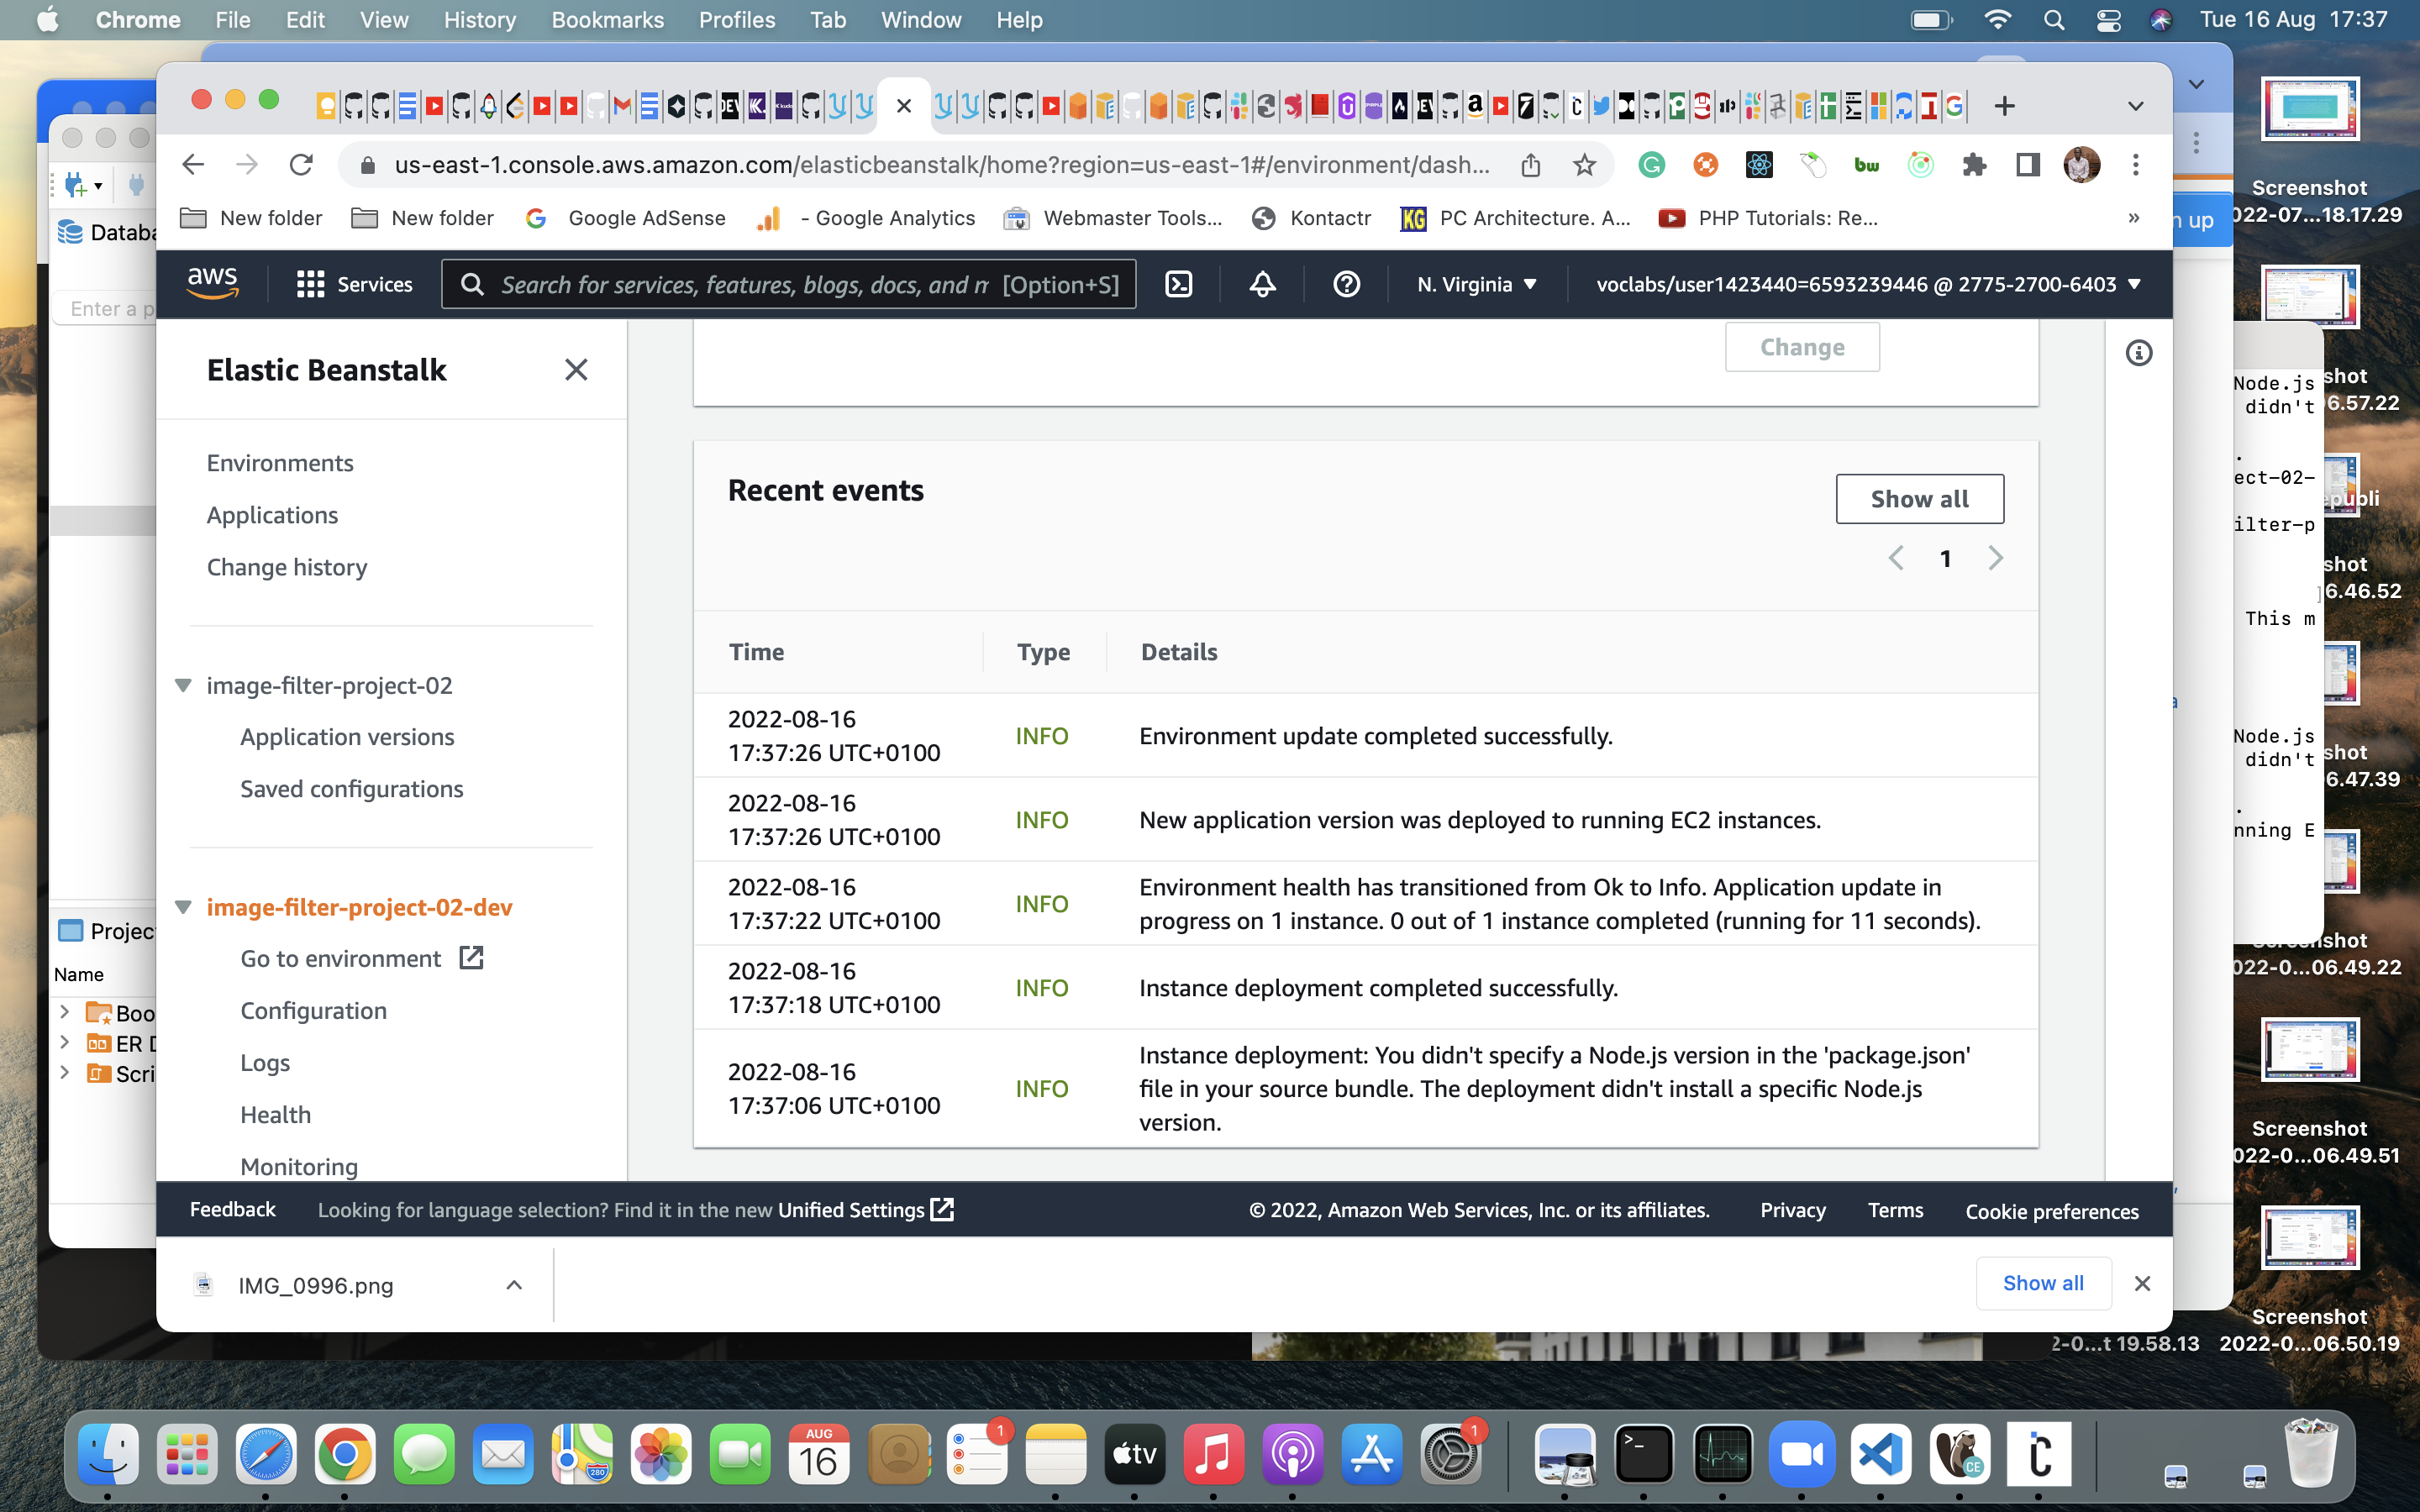 Chrome File Edit View History Bookmarks Profiles Tab Window Help Tue 16 Aug 17:37
us-east-1.console.aws.amazon.com/elasticbeanstalk/home?region=us-east-1#/environment/dash...
New folder New folder Google AdSense - Google Analytics Webmaster Tools... Kontactr PC Architecture. A... PHP Tutorials: Re... »
aws Services Search for services, features, blogs, docs, and m [Option+S] N. Virginia voclabs/user1423440=6593239446 @ 2775-2700-6403
Elastic Beanstalk
Environments
Applications
Change history
image-filter-project-02
Application versions
Saved configurations
image-filter-project-02-dev
Go to environment
Configuration
Logs
Health
Monitoring
Change
Recent events
Show all
1
Time Type Details
2022-08-16
17:37:26 UTC+0100
INFO
Environment update completed successfully.
2022-08-16
17:37:26 UTC+0100
INFO
New application version was deployed to running EC2 instances.
2022-08-16
17:37:22 UTC+0100
INFO
Environment health has transitioned from Ok to Info. Application update in
progress on 1 instance. 0 out of 1 instance completed (running for 11 seconds).
2022-08-16
17:37:18 UTC+0100
INFO
Instance deployment completed successfully.
2022-08-16
17:37:06 UTC+0100
INFO
Instance deployment: You didn't specify a Node.js version in the 'package.json'
file in your source bundle. The deployment didn't install a specific Node.js
version.
Feedback Looking for language selection? Find it in the new Unified Settings © 2022, Amazon Web Services, Inc. or its affiliates. Privacy Terms Cookie preferences
IMG_0996.png
Show all
Databa
Enter a p
Projec
Name
Boo
ER D
Scri
n up
Node.js
didn't
.
ect-02-
ilter-p
]
This m
Node.js
didn't
.
nning E
Screenshot
022-07...18.17.29
shot
6.57.22
epubli
shot
6.46.52
shot
6.47.39
022-0...06.49.22
Screenshot
022-0...06.49.51
Screenshot
2022-0...06.50.19
2-0...t 19.58.13
AUG
16
1
tv
1
280
CE